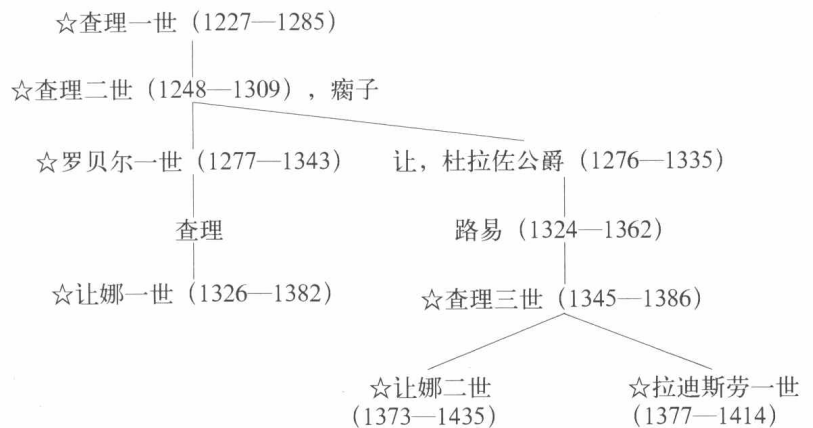 ☆查理一世（1227—1285）
☆查理二世（1248—1309），瘸子
☆罗贝尔一世（1277—1343）
让，杜拉佐公爵（1276—1335）
查理
路易（1324—1362）
☆让娜一世（1326—1382）
☆查理三世（1345—1386）
☆让娜二世
（1373—1435）
☆拉迪斯劳一世
（1377—1414）